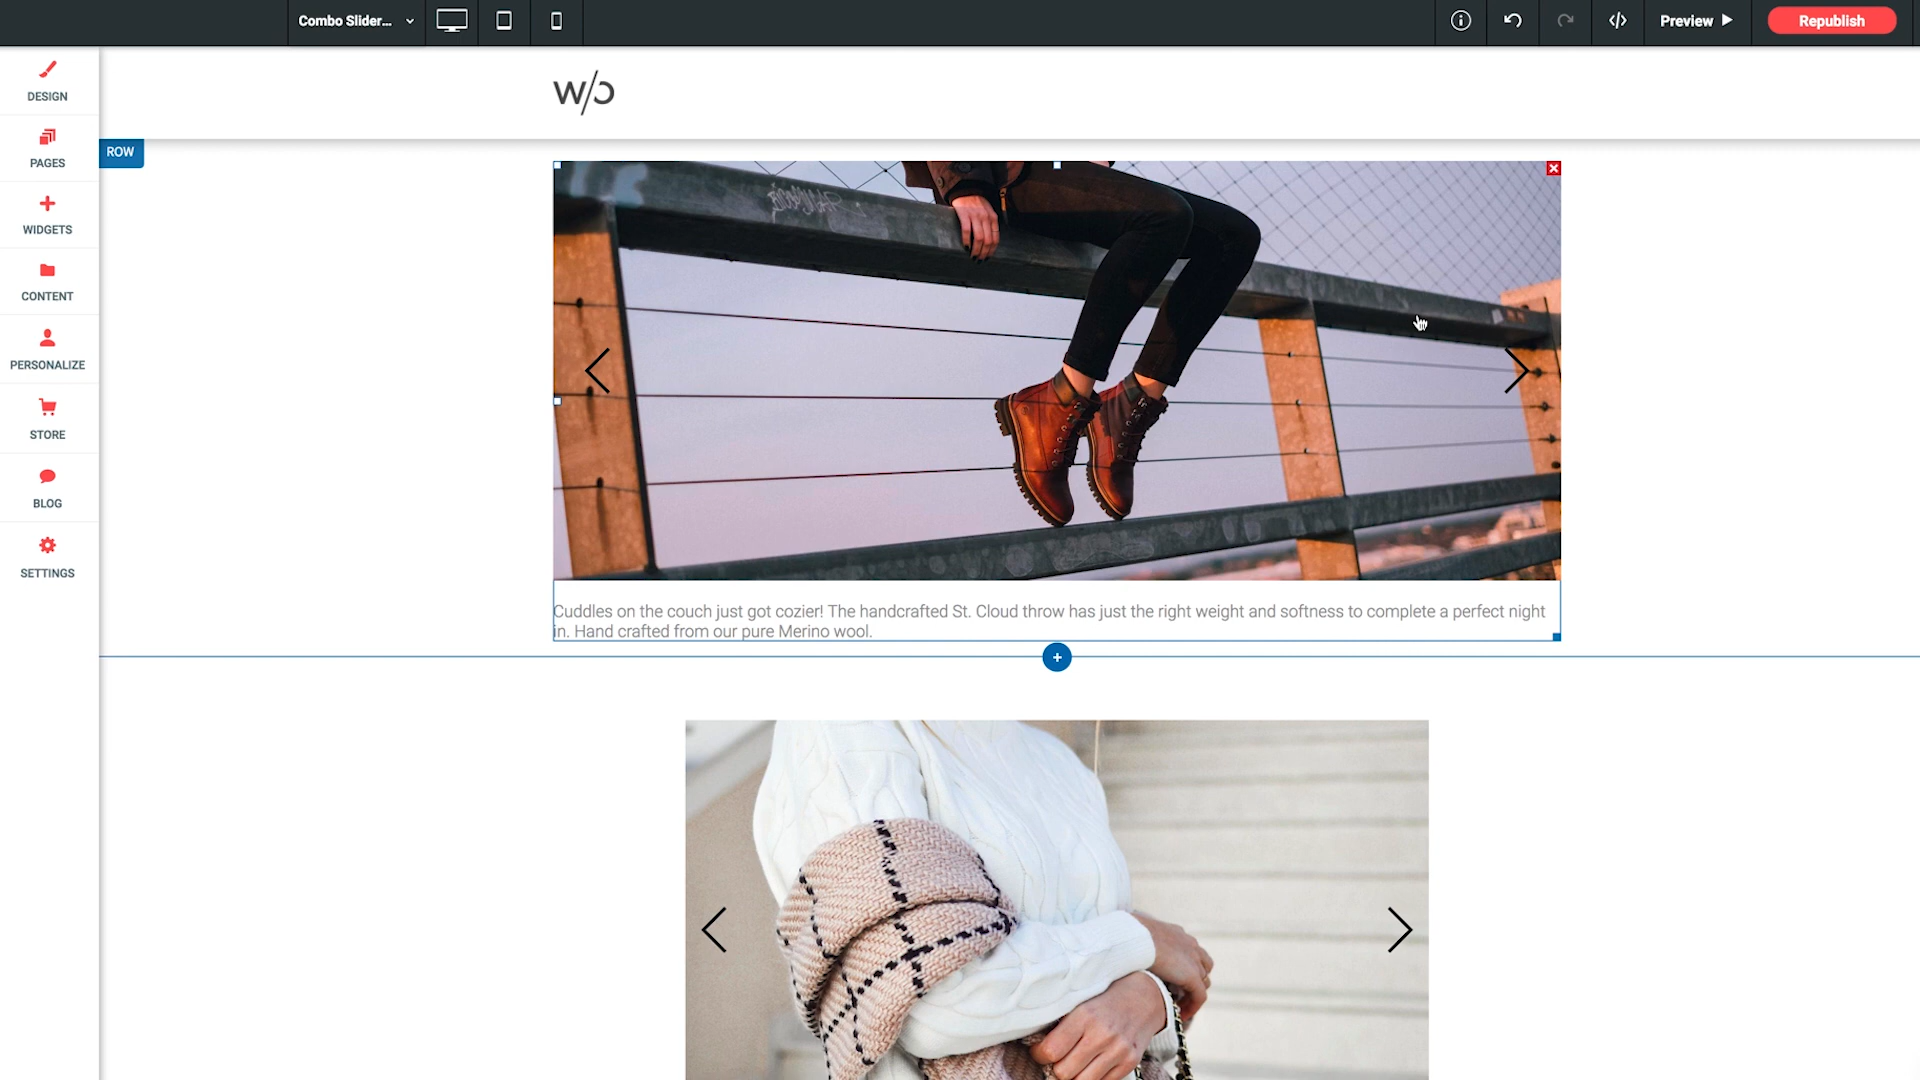 Combo Slider...
Preview
Republish
DESIGN
PAGES
WIDGETS
CONTENT
PERSONALIZE
STORE
BLOG
SETTINGS
ROW
Cuddles on the couch just got cozier! The handcrafted St. Cloud throw has just the right weight and softness to complete a perfect night
in. Hand crafted from our pure Merino wool.